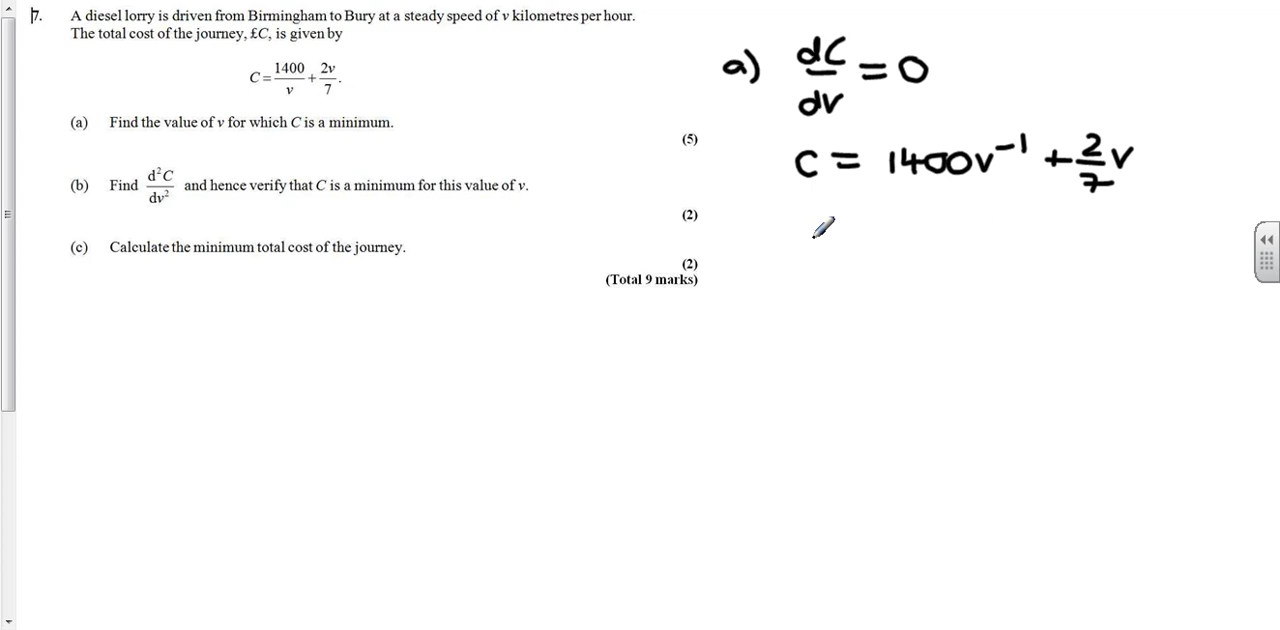 7. A diesel lorry is driven from Birmingham to Bury at a steady speed of v kilometres per hour.
The total cost of the journey, £C, is given by
C = 1400/v + 2v/7.
(a) Find the value of v for which C is a minimum.
(5)
(b) Find d²C/dv² and hence verify that C is a minimum for this value of v.
(2)
(c) Calculate the minimum total cost of the journey.
(2)
(Total 9 marks)
a) dC/dv = 0
C = 1400v⁻¹ + 2/7 v